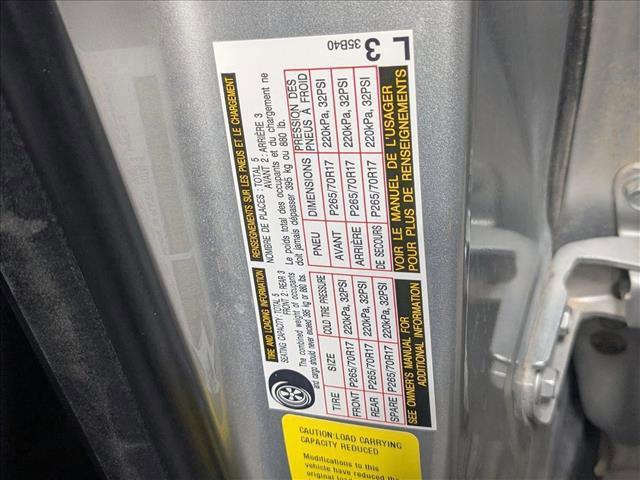 TIRE AND LOADING INFORMATION
SEATING CAPACITY: TOTAL 5
FRONT 2: REAR 3
The combined weight of occupants
and cargo should never exceed 395 kg or 880 lbs.
TIRE SIZE COLD TIRE PRESSURE
FRONT P265/70R17 220kPa, 32PSI
REAR P265/70R17 220kPa, 32PSI
SPARE P265/70R17 220kPa, 32PSI
SEE OWNER'S MANUAL FOR
ADDITIONAL INFORMATION
RENSEIGNEMENTS SUR LES PNEUS ET LE CHARGEMENT
NOMBRE DE PLACES : TOTAL 5
AVANT 2 : ARRIÈRE 3
Le poids total des occupants et du chargement ne
doit jamais dépasser 395 kg ou 880 lb.
PNEU DIMENSIONS PRESSION DES
PNEUS À FROID
AVANT P265/70R17 220kPa, 32PSI
ARRIÈRE P265/70R17 220kPa, 32PSI
DE SECOURS P265/70R17 220kPa, 32PSI
VOIR LE MANUEL DE L'USAGER
POUR PLUS DE RENSEIGNEMENTS
35B40
L3
CAUTION:LOAD CARRYING
CAPACITY REDUCED
Modifications to this
vehicle have reduced the
original load